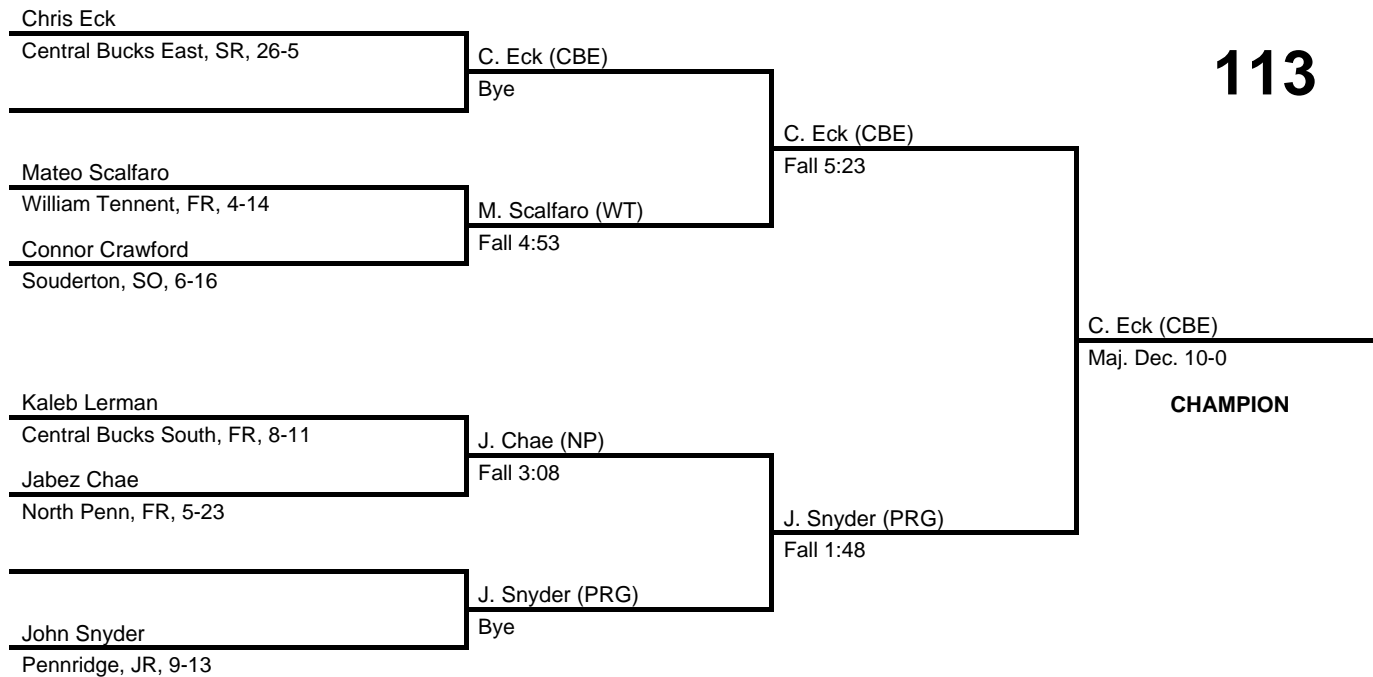 Chris Eck
Central Bucks East, SR, 26-5
C. Eck (CBE)
Bye
113
C. Eck (CBE)
Fall 5:23
Mateo Scalfaro
William Tennent, FR, 4-14
M. Scalfaro (WT)
Fall 4:53
Connor Crawford
Souderton, SO, 6-16
C. Eck (CBE)
Maj. Dec. 10-0
CHAMPION
Kaleb Lerman
Central Bucks South, FR, 8-11
J. Chae (NP)
Fall 3:08
Jabez Chae
North Penn, FR, 5-23
J. Snyder (PRG)
Fall 1:48
J. Snyder (PRG)
Bye
John Snyder
Pennridge, JR, 9-13